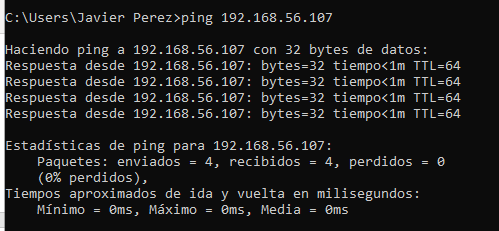 C:\Users\Javier Perez>ping 192.168.56.107
Haciendo ping a 192.168.56.107 con 32 bytes de datos:
Respuesta desde 192.168.56.107: bytes=32 tiempo<1m TTL=64
Respuesta desde 192.168.56.107: bytes=32 tiempo<1m TTL=64
Respuesta desde 192.168.56.107: bytes=32 tiempo<1m TTL=64
Respuesta desde 192.168.56.107: bytes=32 tiempo<1m TTL=64
Estadísticas de ping para 192.168.56.107:
Paquetes: enviados = 4, recibidos = 4, perdidos = 0
(0% perdidos),
Tiempos aproximados de ida y vuelta en milisegundos:
Mínimo = 0ms, Máximo = 0ms, Media = 0ms